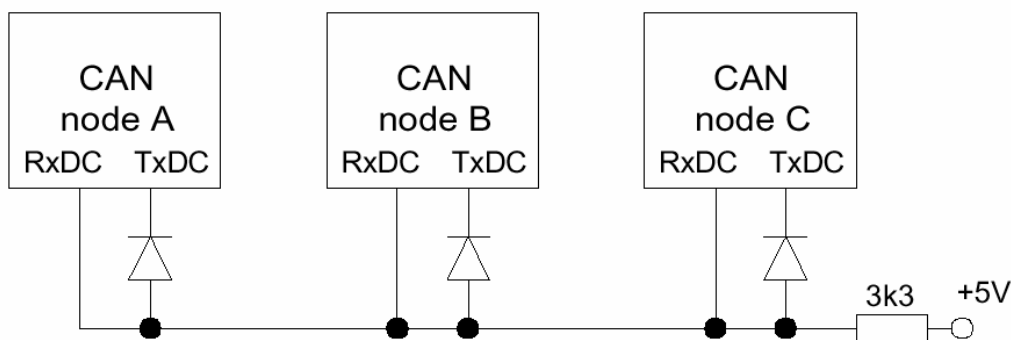 CAN
node A
RxDC TxDC
CAN
node B
RxDC TxDC
CAN
node C
RxDC TxDC
3k3
+5V